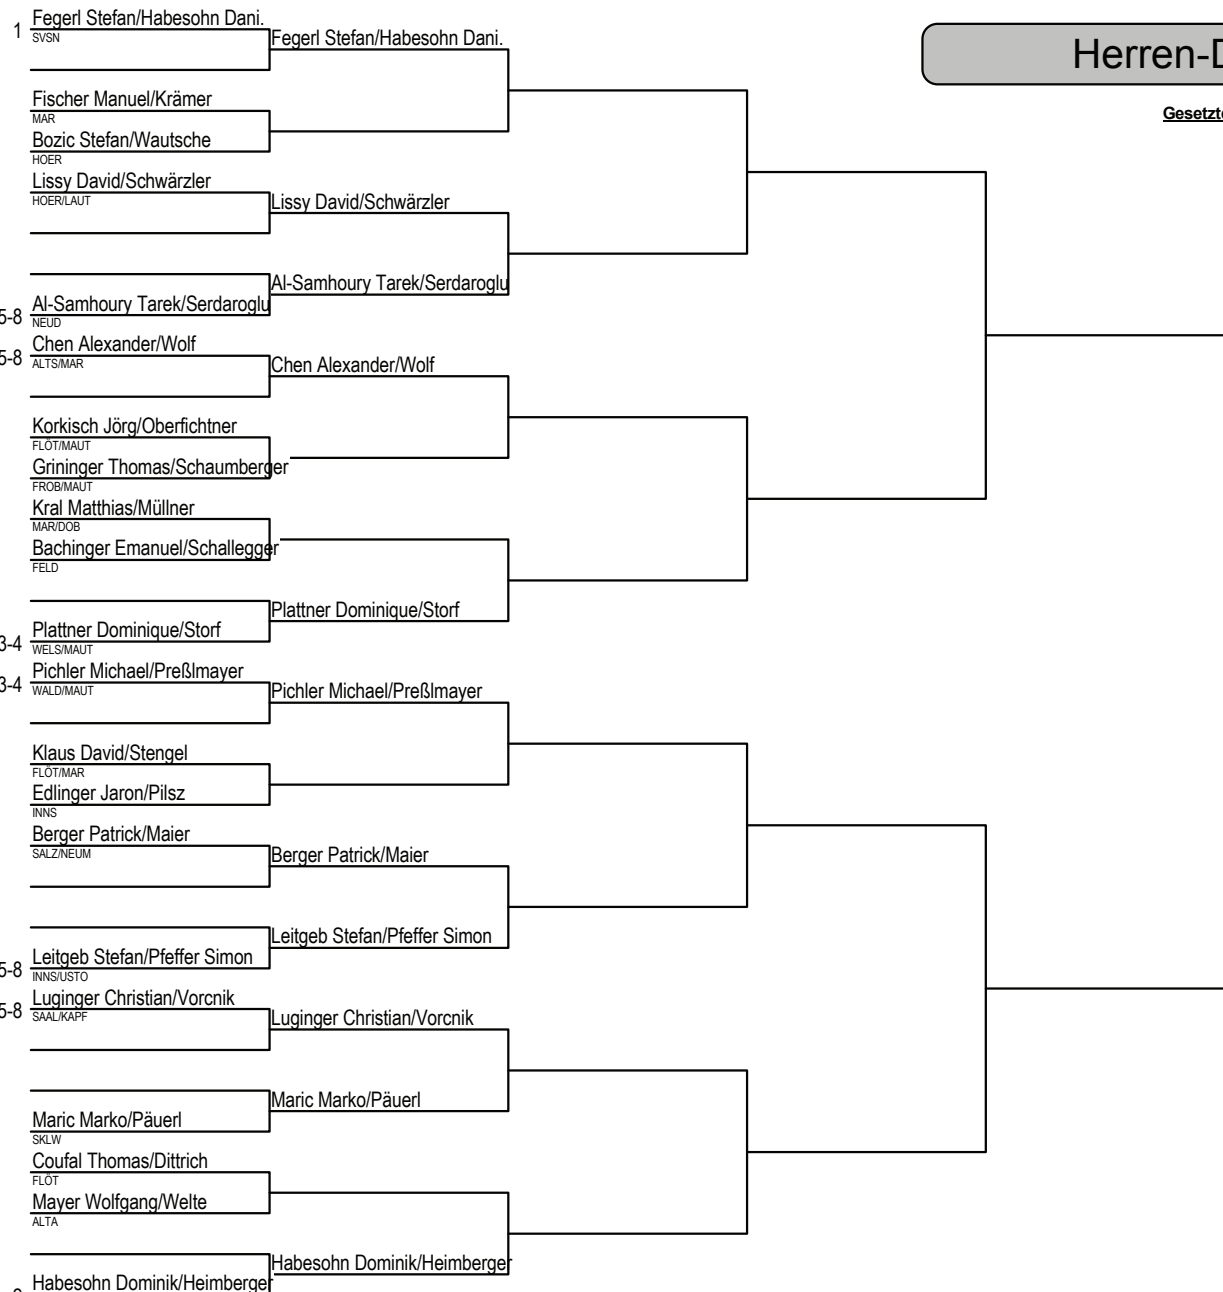 Fegerl Stefan/Habesohn Dani.
1
SVSN
Fegerl Stefan/Habesohn Dani.
Herren-D
Fischer Manuel/Krämer
MAR
Gesetzte
Bozic Stefan/Wautsche
HOER
Lissy David/Schwärzler
HOER/LAUT
Lissy David/Schwärzler
Al-Samhoury Tarek/Serdaroglu
5-8 Al-Samhoury Tarek/Serdaroglu
NEUD
5-8 Chen Alexander/Wolf
ALTS/MAR
Chen Alexander/Wolf
Korkisch Jörg/Oberfichtner
FLÖT/MAUT
Grininger Thomas/Schaumberger
FROB/MAUT
Kral Matthias/Müllner
MAR/DOB
Bachinger Emanuel/Schallegger
FELD
Plattner Dominique/Storf
3-4 Plattner Dominique/Storf
WELS/MAUT
3-4 Pichler Michael/Preßlmayer
WALD/MAUT
Pichler Michael/Preßlmayer
Klaus David/Stengel
FLÖT/MAR
Edlinger Jaron/Pilsz
INNS
Berger Patrick/Maier
SALZ/NEUM
Berger Patrick/Maier
Leitgeb Stefan/Pfeffer Simon
5-8 Leitgeb Stefan/Pfeffer Simon
INNS/USTO
5-8 Luginger Christian/Vorcnik
SAAL/KAPF
Luginger Christian/Vorcnik
Maric Marko/Päuerl
Maric Marko/Päuerl
SKLW
Coufal Thomas/Dittrich
FLÖT
Mayer Wolfgang/Welte
ALTA
Habesohn Dominik/Heimberger
Habesohn Dominik/Heimberger